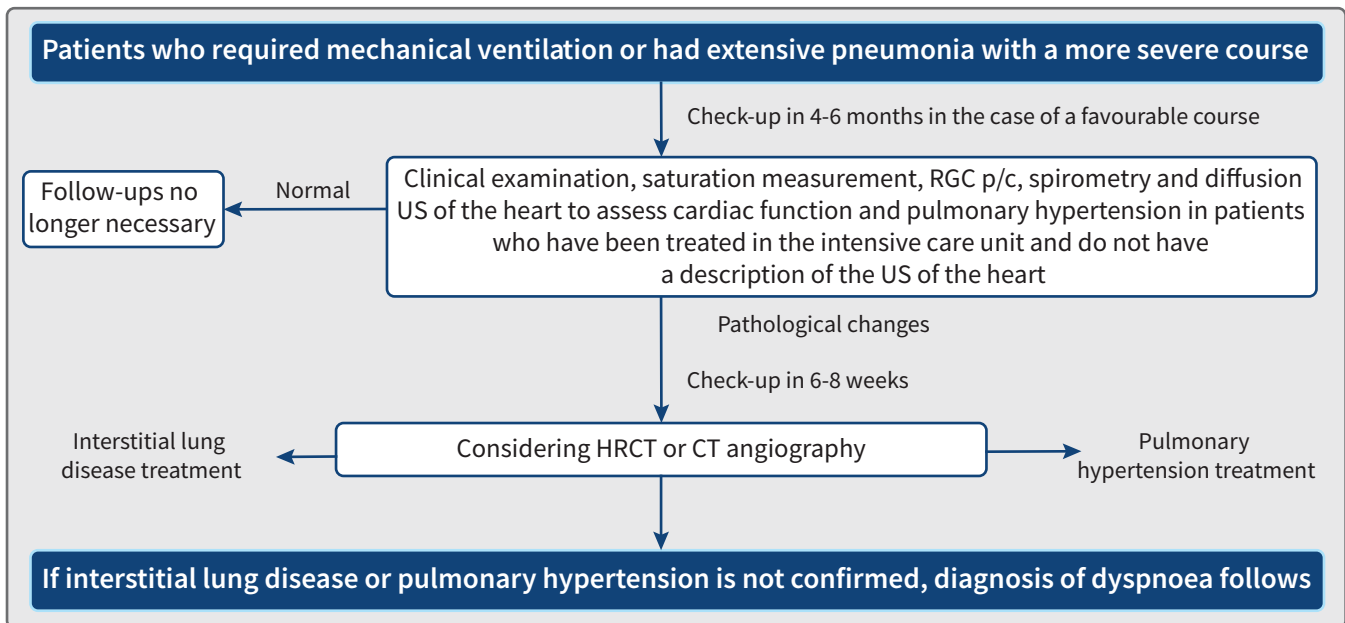 Patients who required mechanical ventilation or had extensive pneumonia with a more severe course
Check-up in 4-6 months in the case of a favourable course
Follow-ups no
longer necessary
Normal
Clinical examination, saturation measurement, RGC p/c, spirometry and diffusion
US of the heart to assess cardiac function and pulmonary hypertension in patients
who have been treated in the intensive care unit and do not have
a description of the US of the heart
Pathological changes
Check-up in 6-8 weeks
Interstitial lung
disease treatment
Considering HRCT or CT angiography
Pulmonary
hypertension treatment
If interstitial lung disease or pulmonary hypertension is not confirmed, diagnosis of dyspnoea follows